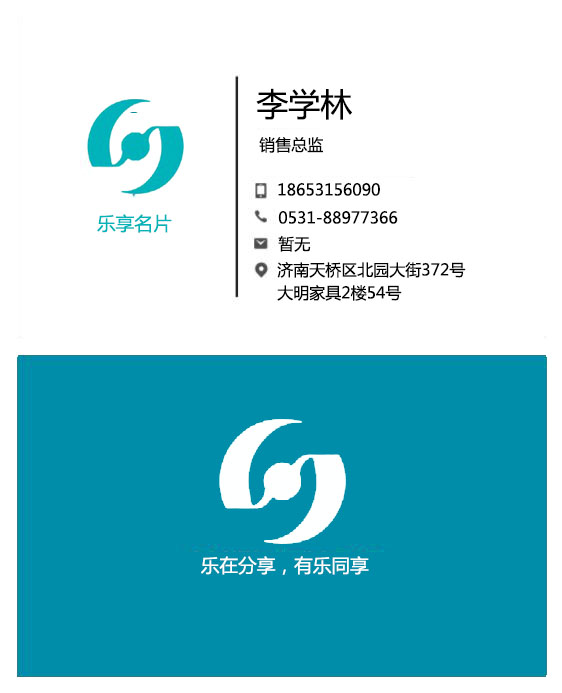 李学林
销售总监
18653156090
0531-88977366
暂无
济南天桥区北园大街372号
大明家具2楼54号
乐享名片
乐在分享，有乐同享